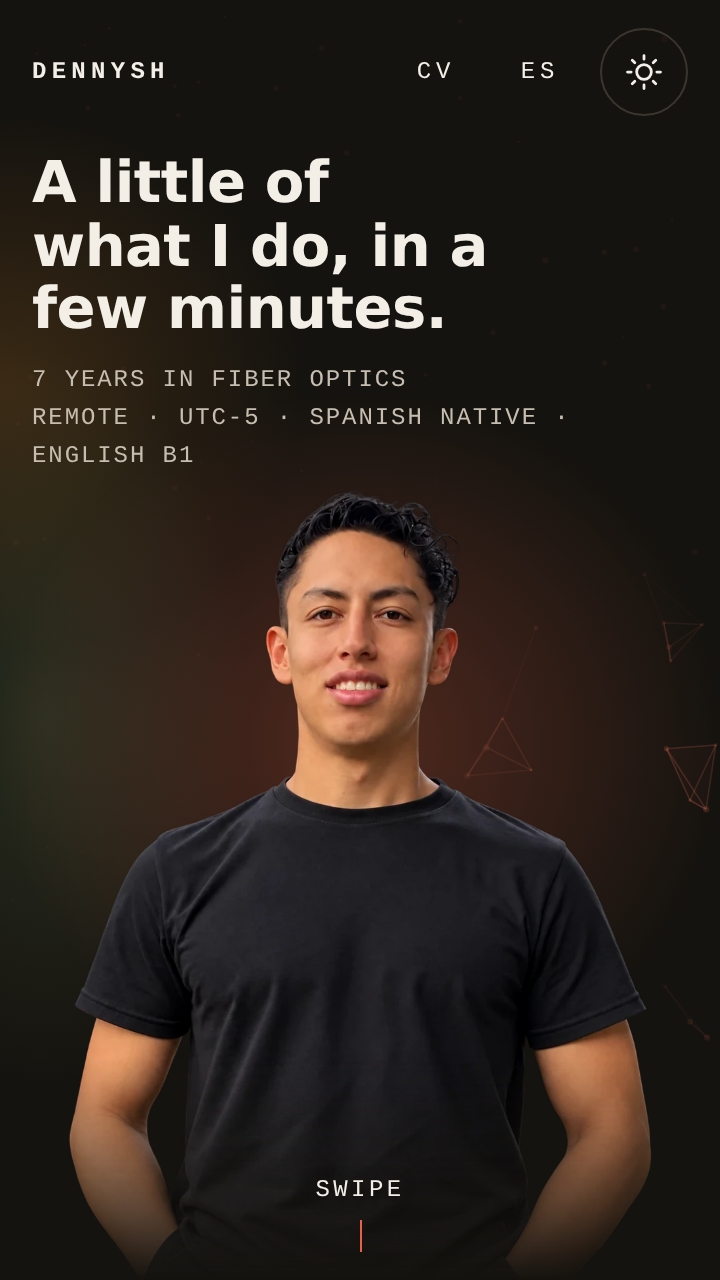 DENNYSH
CV
ES
A little of
what I do, in a
few minutes.
7 YEARS IN FIBER OPTICS
REMOTE · UTC-5 · SPANISH NATIVE ·
ENGLISH B1
SWIPE